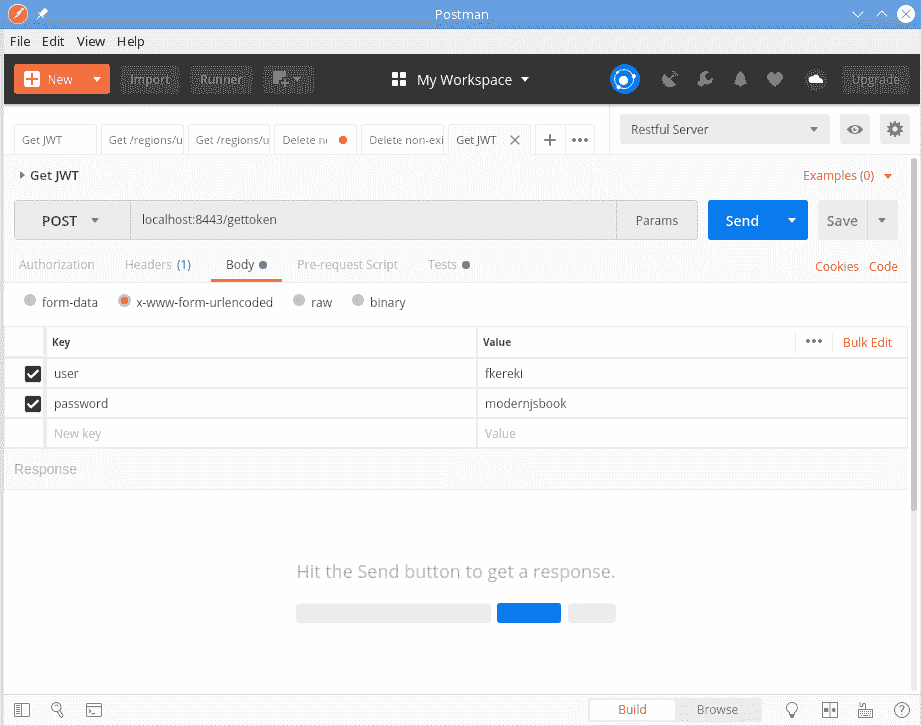 Postman
File Edit View Help
New Import Runner My Workspace Upgrade
Get JWT Get /regions/u Get /regions/u Delete no Delete non-exi Get JWT Restful Server
Get JWT Examples (0)
POST localhost:8443/gettoken Params Send Save
Authorization Headers (1) Body Pre-request Script Tests Cookies Code
form-data x-www-form-urlencoded raw binary
Key Value Bulk Edit
user fkereki
password modernjsbook
New key Value
Response
Hit the Send button to get a response.
Build Browse